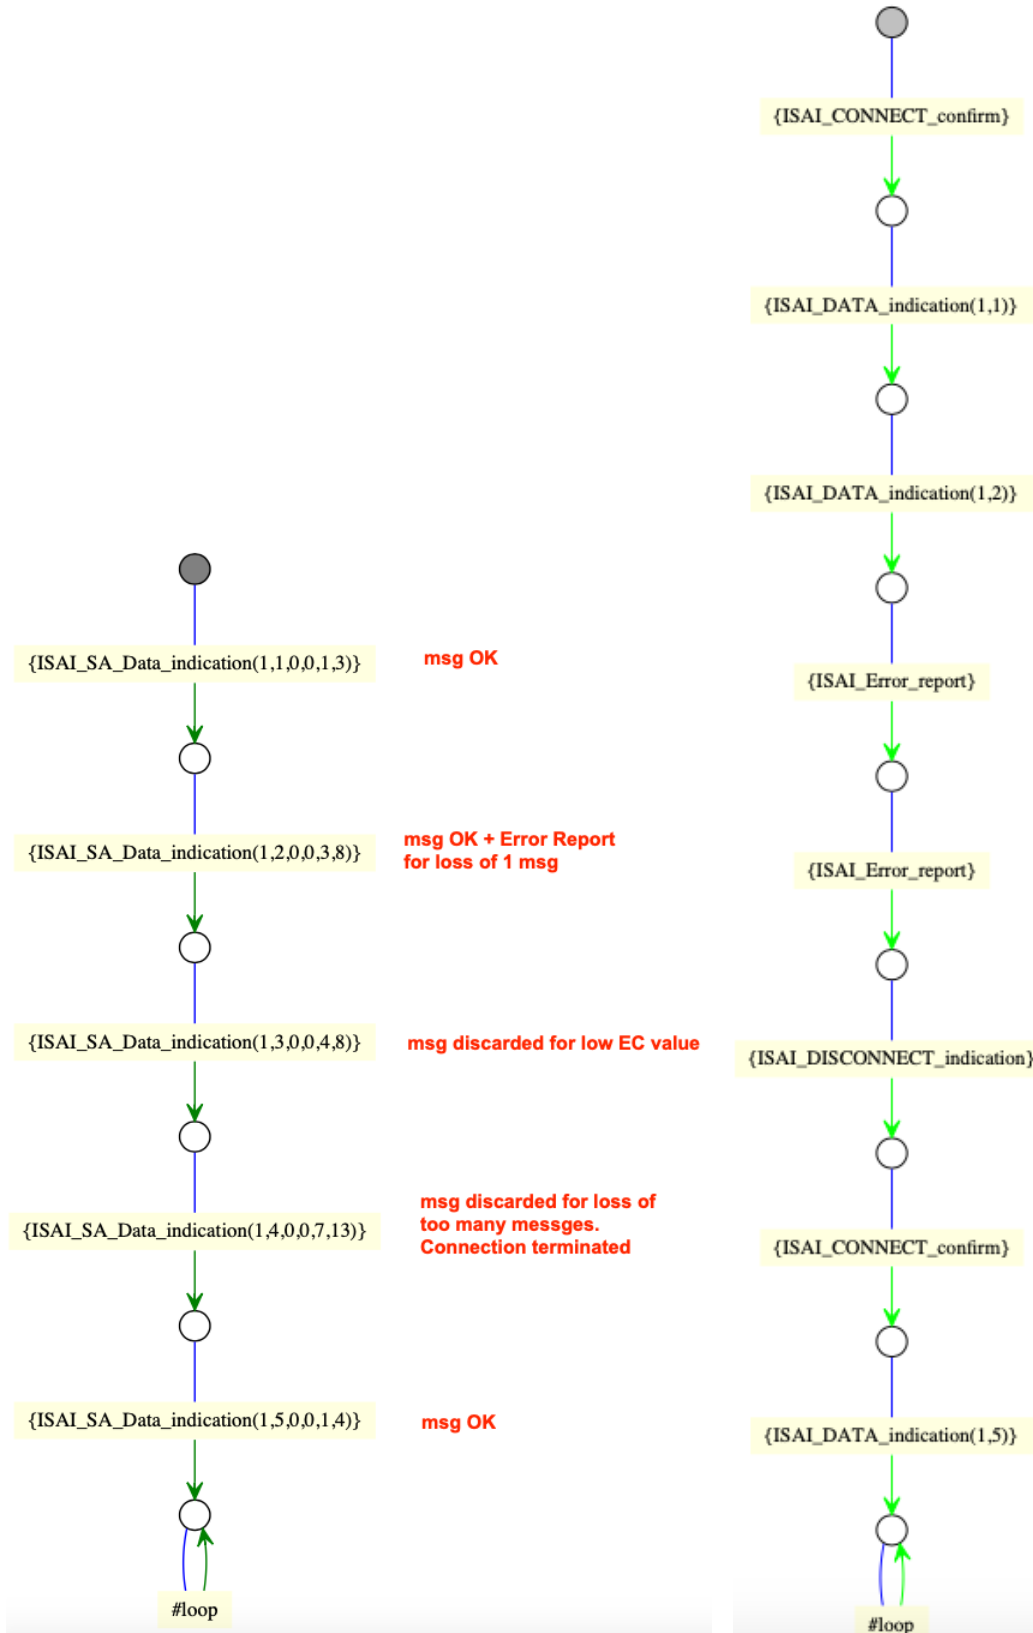 {ISAI_SA_Data_indication(1,1,0,0,1,3)}
msg OK
{ISAI_SA_Data_indication(1,2,0,0,3,8)}
msg OK + Error Report
for loss of 1 msg
{ISAI_SA_Data_indication(1,3,0,0,4,8)}
msg discarded for low EC value
{ISAI_SA_Data_indication(1,4,0,0,7,13)}
msg discarded for loss of
too many messges.
Connection terminated
{ISAI_SA_Data_indication(1,5,0,0,1,4)}
msg OK
#loop
{ISAI_CONNECT_confirm}
{ISAI_DATA_indication(1,1)}
{ISAI_DATA_indication(1,2)}
{ISAI_Error_report}
{ISAI_Error_report}
{ISAI_DISCONNECT_indication}
{ISAI_CONNECT_confirm}
{ISAI_DATA_indication(1,5)}
#loop